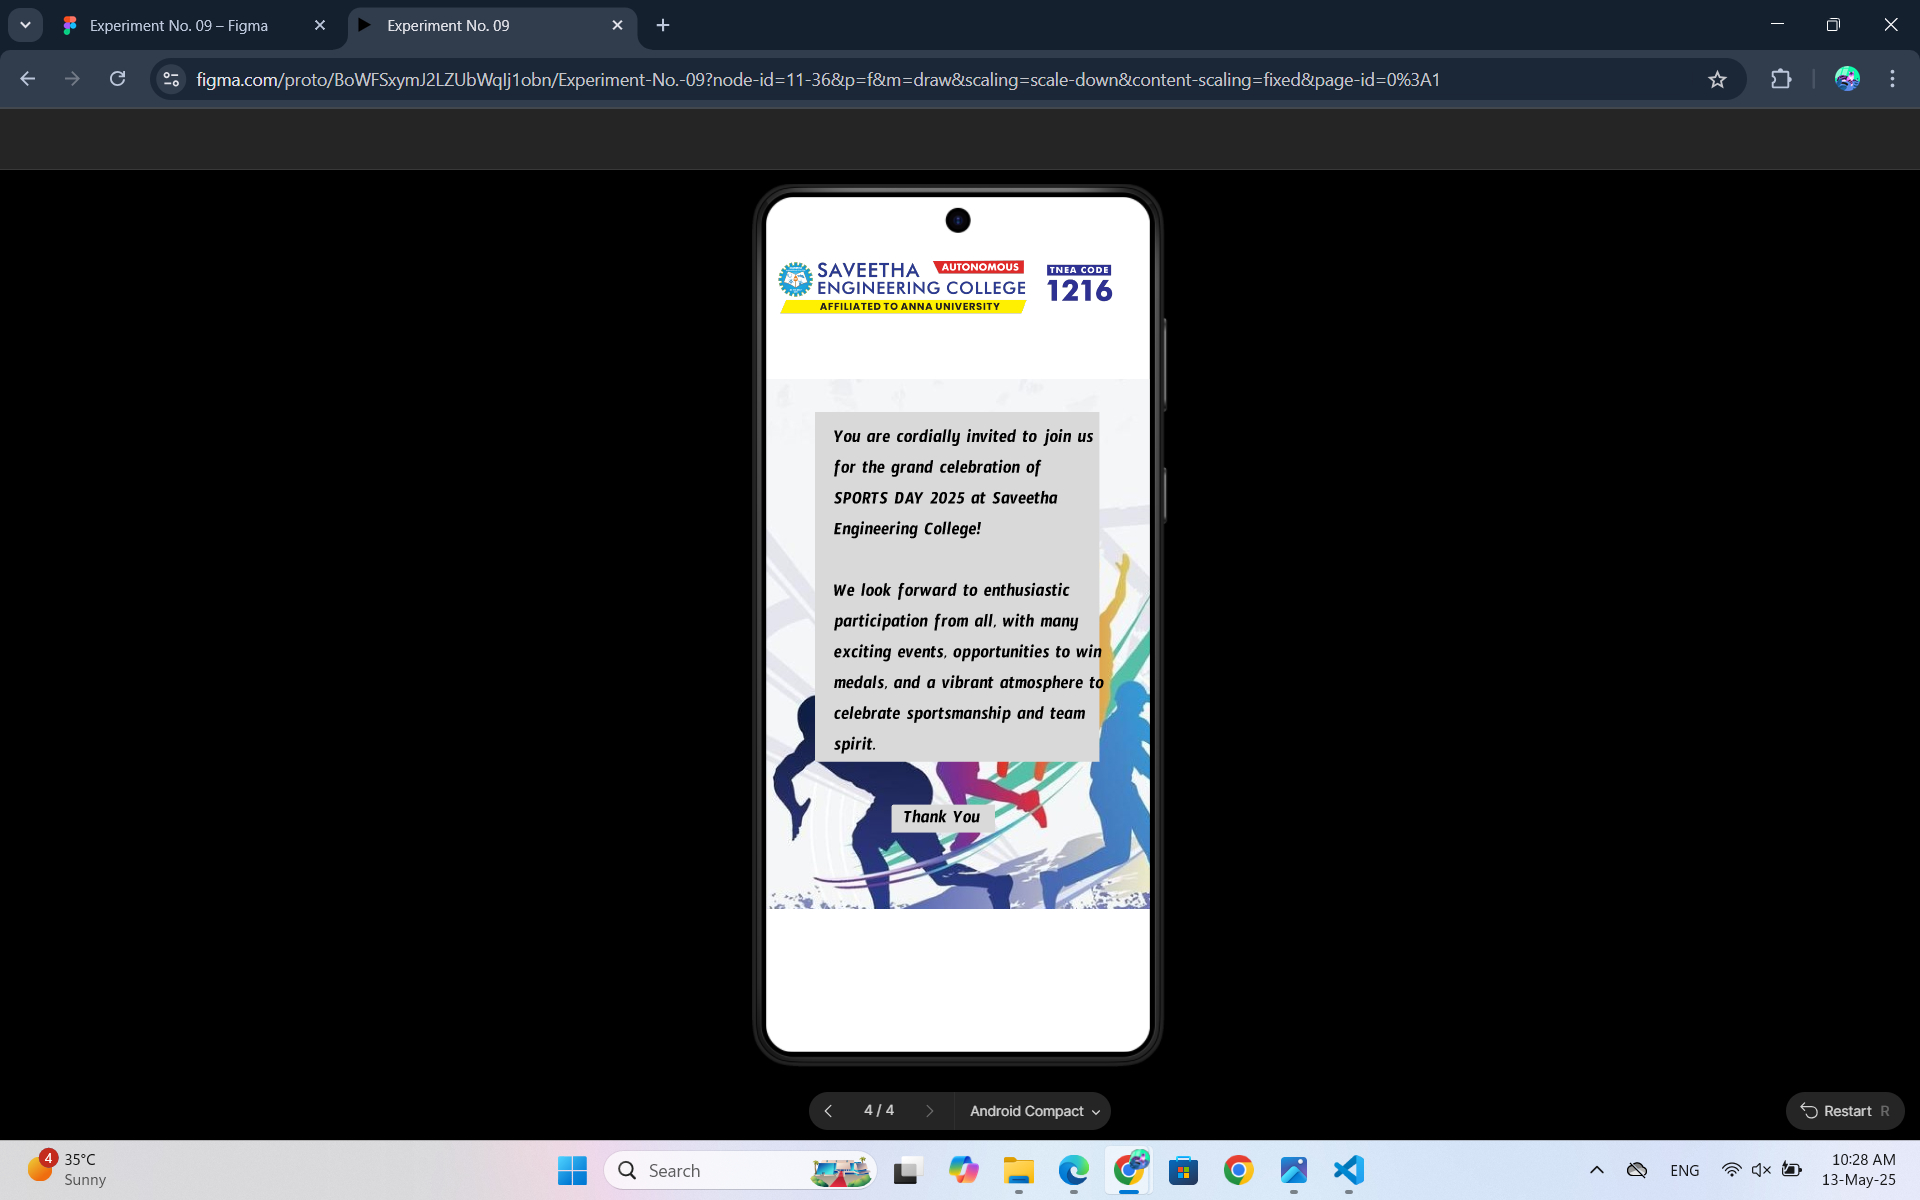 Experiment No. 09 – Figma
Experiment No. 09
figma.com/proto/BoWFSxymJ2LZUbWqIj1obn/Experiment-No.-09?node-id=11-36&p=f&m=draw&scaling=scale-down&content-scaling=fixed&page-id=0%3A1
SAVEETHA AUTONOMOUS
ENGINEERING COLLEGE
AFFILIATED TO ANNA UNIVERSITY
TNEA CODE
1216
You are cordially invited to join us
for the grand celebration of
SPORTS DAY 2025 at Saveetha
Engineering College!
We look forward to enthusiastic
participation from all, with many
exciting events, opportunities to win
medals, and a vibrant atmosphere to
celebrate sportsmanship and team
spirit.
Thank You
4 / 4
Android Compact
Restart R
4
35°C
Sunny
Search
ENG
10:28 AM
13-May-25